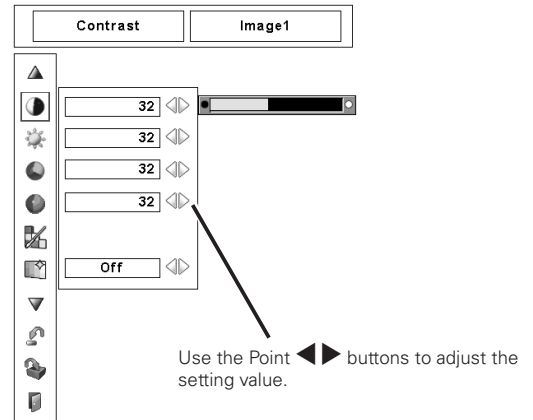 Contrast Image1
32
32
32
32
Off
Use the Point ◀▶ buttons to adjust the
setting value.